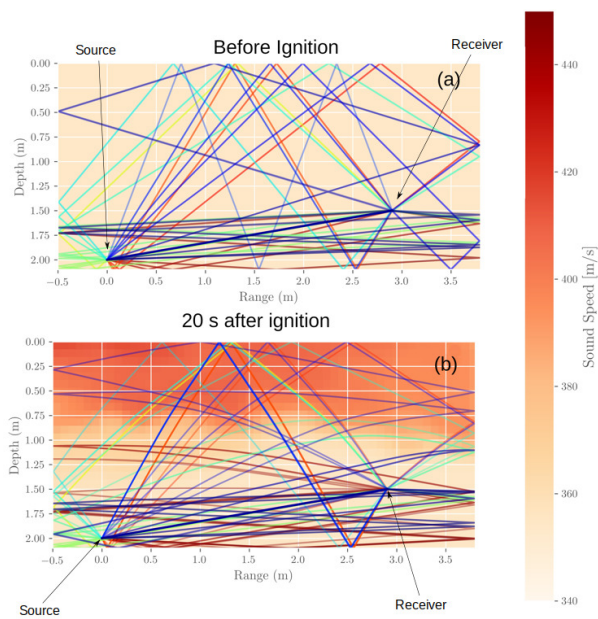 Source
Before Ignition
Receiver
(a)
0.00
0.25
0.50
0.75
1.00
1.25
1.50
1.75
2.00
Depth (m)
−0.5 0.0 0.5 1.0 1.5 2.0 2.5 3.0 3.5
Range (m)
20 s after ignition
(b)
0.00
0.25
0.50
0.75
1.00
1.25
1.50
1.75
2.00
Depth (m)
−0.5 0.0 0.5 1.0 1.5 2.0 2.5 3.0 3.5
Range (m)
Source
Receiver
440
420
400
380
360
340
Sound Speed [m/s]